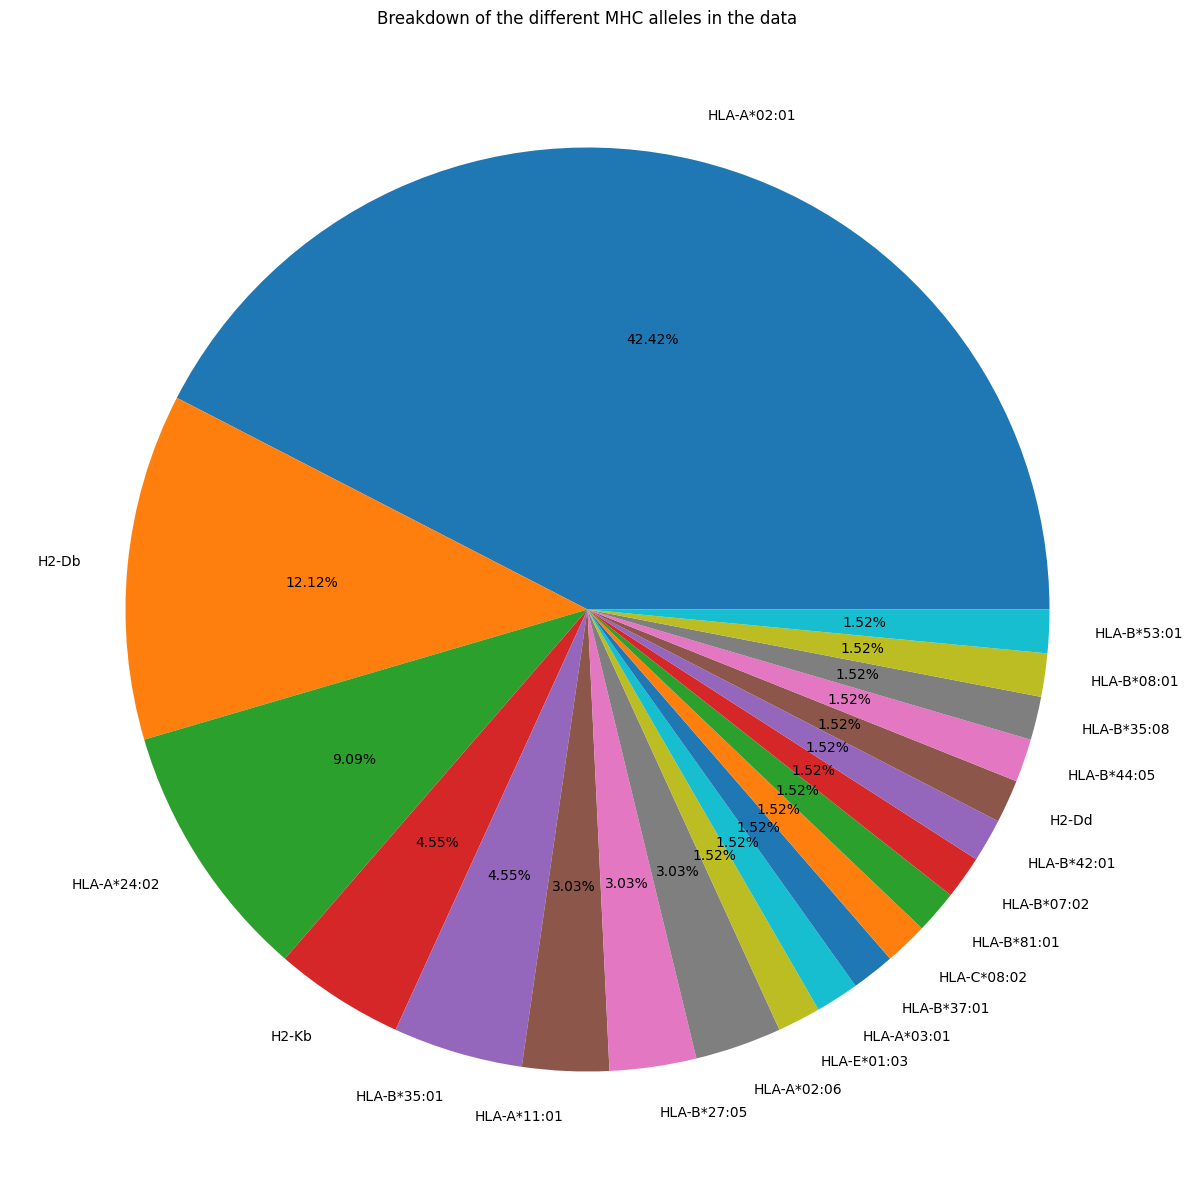 Breakdown of the different MHC alleles in the data
HLA-A*02:01
42.42%
H2-Db
12.12%
HLA-A*24:02
9.09%
H2-Kb
4.55%
HLA-B*35:01
4.55%
HLA-A*11:01
3.03%
HLA-B*27:05
3.03%
HLA-A*02:06
3.03%
HLA-E*01:03
1.52%
HLA-A*03:01
1.52%
HLA-B*37:01
1.52%
HLA-C*08:02
1.52%
HLA-B*81:01
1.52%
HLA-B*07:02
1.52%
HLA-B*42:01
1.52%
H2-Dd
1.52%
HLA-B*44:05
1.52%
HLA-B*35:08
1.52%
HLA-B*08:01
1.52%
HLA-B*53:01
1.52%